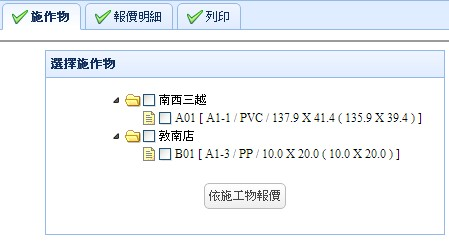 施作物 報價明細 列印
選擇施作物
南西三越
A01 [ A1-1 / PVC / 137.9 X 41.4 ( 135.9 X 39.4 ) ]
敦南店
B01 [ A1-3 / PP / 10.0 X 20.0 ( 10.0 X 20.0 ) ]
依施工物報價